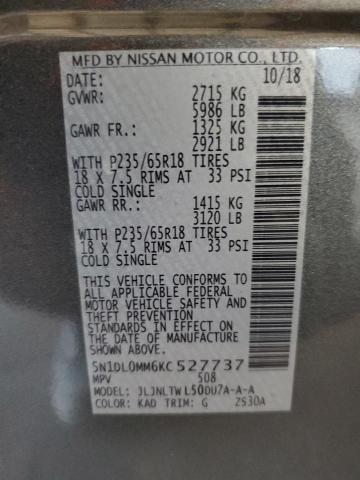 MFD BY NISSAN MOTOR CO., LTD.
DATE: 10/18
GVWR: 2715 KG
5986 LB
GAWR FR.: 1325 KG
2921 LB
WITH P235/65R18 TIRES
18 X 7.5 RIMS AT 33 PSI
COLD SINGLE
GAWR RR.: 1415 KG
3120 LB
WITH P235/65R18 TIRES
18 X 7.5 RIMS AT 33 PSI
COLD SINGLE
THIS VEHICLE CONFORMS TO
ALL APPLICABLE FEDERAL
MOTOR VEHICLE SAFETY AND
THEFT PREVENTION
STANDARDS IN EFFECT ON
THE DATE OF MANUFACTURE
SHOWN ABOVE.
5N1DL0MM6KC 527737
MPV 508
JLJNLTW L50DU7A-A-A
COLOR: KAD TRIM: G 2S30A